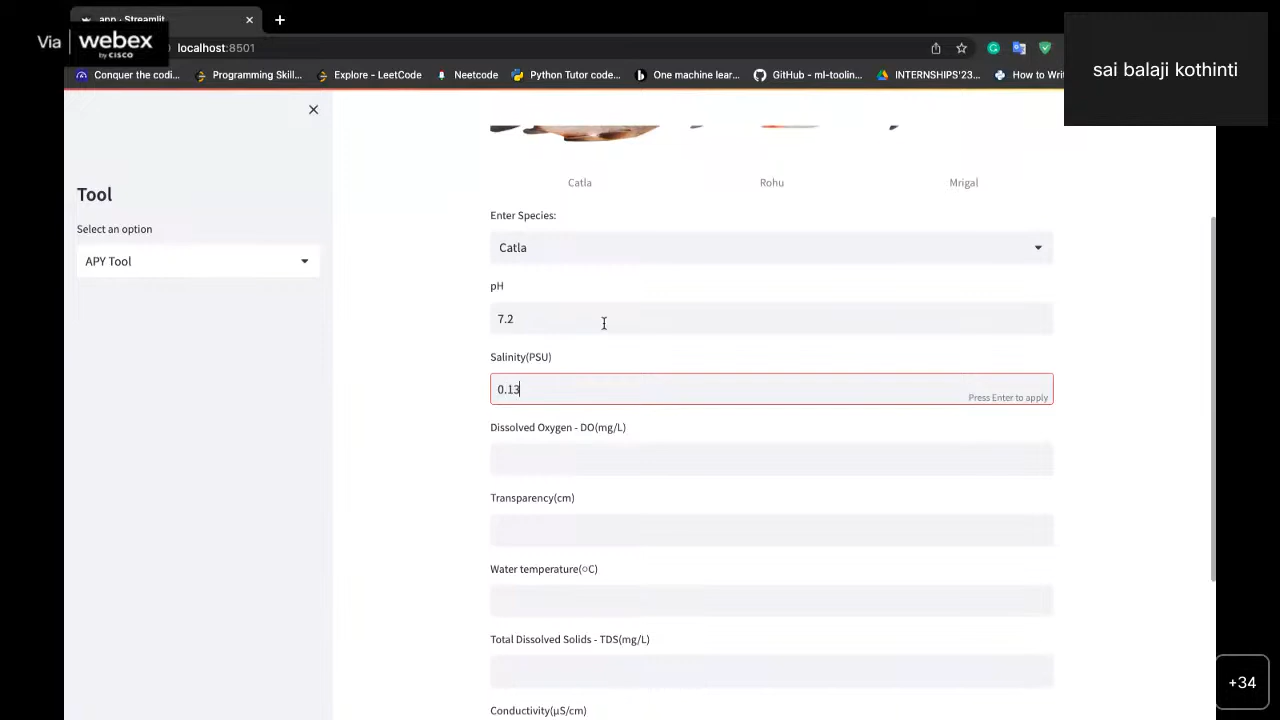 app · Streamlit
Via webex
by CISCO
localhost:8501
sai balaji kothinti
Conquer the codi...
Programming Skill...
Explore - LeetCode
Neetcode
Python Tutor code...
One machine lear...
GitHub - ml-toolin...
INTERNSHIPS'23...
How to Wri
Catla
Rohu
Mrigal
Tool
Select an option
APY Tool
Enter Species:
Catla
pH
7.2
Salinity(PSU)
0.13
Press Enter to apply
Dissolved Oxygen - DO(mg/L)
Transparency(cm)
Water temperature(○C)
Total Dissolved Solids - TDS(mg/L)
Conductivity(μS/cm)
+34